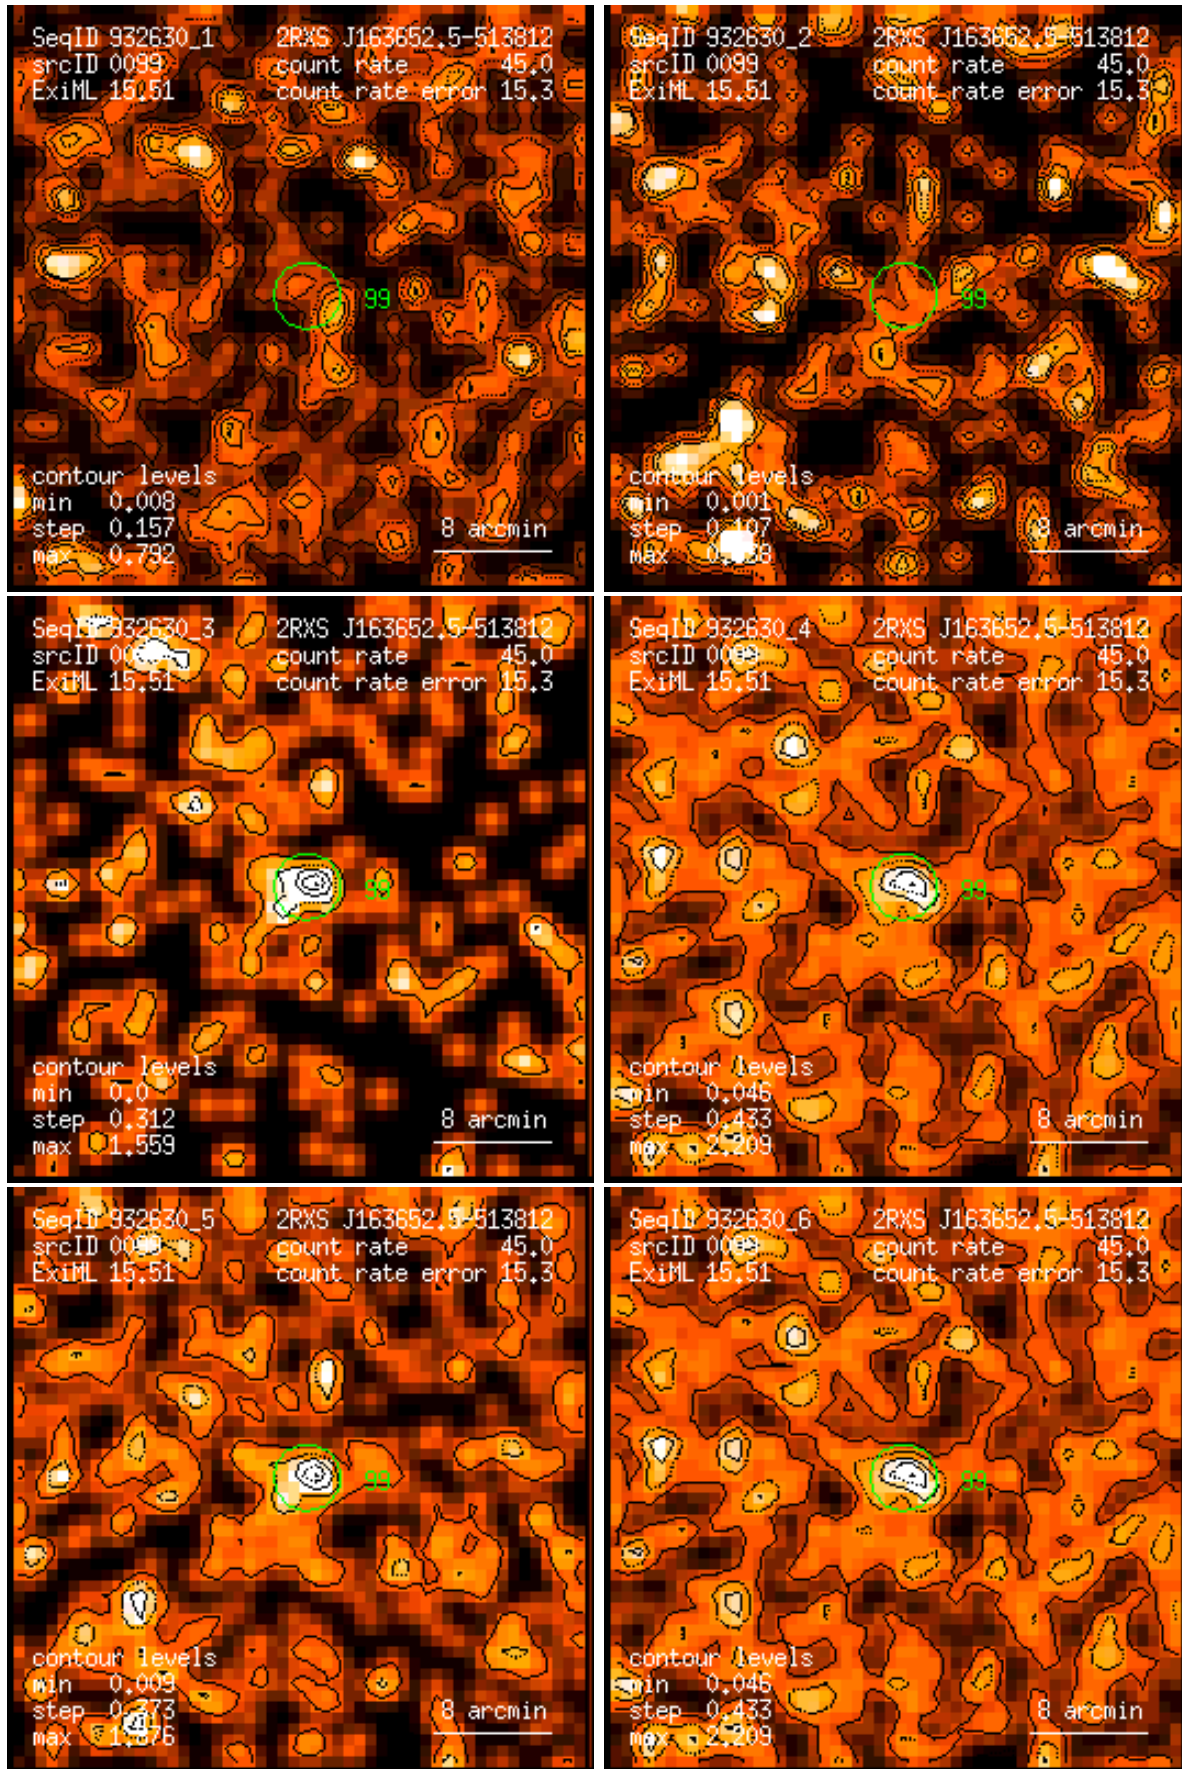 SeqID 932630_1 2RXS J163652.5-513812
srcID 0099 count rate 45.0
ExiML 15.51 count rate error 15.3
99
contour levels
min 0.008
step 0.157 8 arcmin
max 0.792
SeqID 932630_2 2RXS J163652.5-513812
srcID 0099 count rate 45.0
ExiML 15.51 count rate error 15.3
99
contour levels
min 0.001
step 0.107 8 arcmin
max
SeqID 932630_3 2RXS J163652.5-513812
srcID count rate 45.0
ExiML 15.51 count rate error 15.3
99
contour levels
min 0.0
step 0.312 8 arcmin
max 1.559
SeqID 932630_4 2RXS J163652.5-513812
srcID 0099 count rate 45.0
ExiML 15.51 count rate error 15.3
99
contour levels
min 0.046
step 0.433 8 arcmin
max 2.209
SeqID 932630_5 2RXS J163652.5-513812
srcID 0099 count rate 45.0
ExiML 15.51 count rate error 15.3
99
contour levels
min 0.009
step 0.373 8 arcmin
max 1.876
SeqID 932630_6 2RXS J163652.5-513812
srcID 0099 count rate 45.0
ExiML 15.51 count rate error 15.3
99
contour levels
min 0.046
step 0.433 8 arcmin
max 2.209